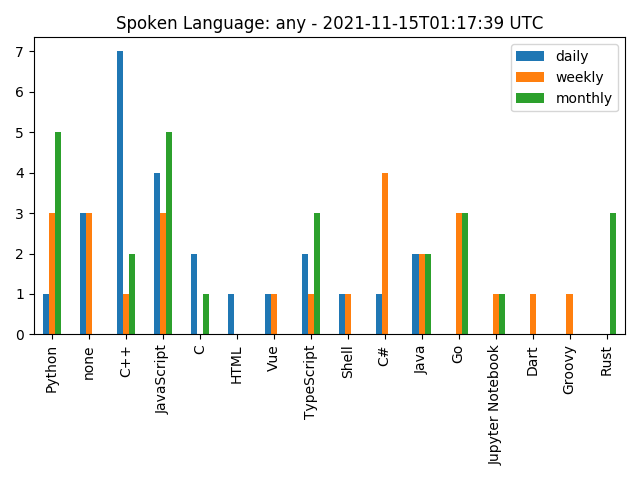 Spoken Language: any - 2021-11-15T01:17:39 UTC
daily
weekly
monthly
7
6
5
4
3
2
1
0
Python
none
C++
JavaScript
C
HTML
Vue
TypeScript
Shell
C#
Java
Go
Jupyter Notebook
Dart
Groovy
Rust